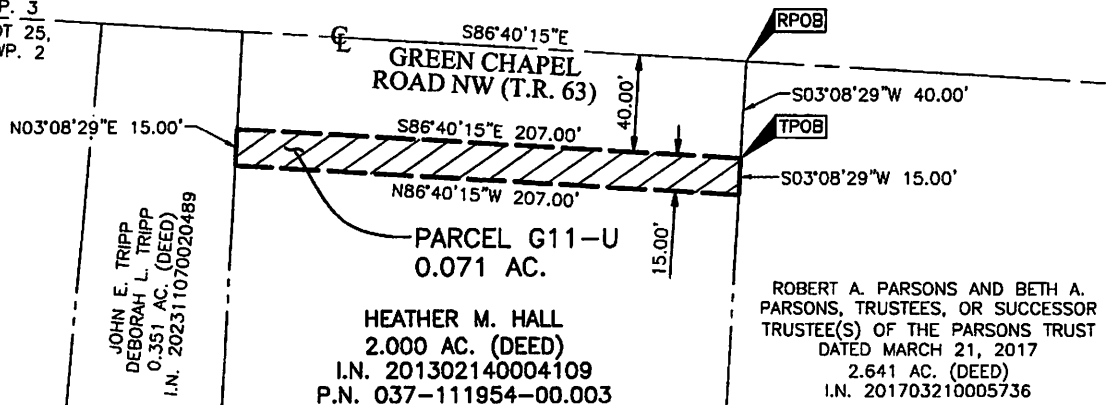 P. 3
OT 25,
WP. 2
℄
S86°40'15"E
GREEN CHAPEL
ROAD NW (T.R. 63)
40.00'
RPOB
S03°08'29"W 40.00'
TPOB
N03°08'29"E 15.00'
S86°40'15"E 207.00'
N86°40'15"W 207.00'
S03°08'29"W 15.00'
15.00'
PARCEL G11-U
0.071 AC.
JOHN E. TRIPP
DEBORAH L. TRIPP
0.351 AC. (DEED)
I.N. 202311070020489
HEATHER M. HALL
2.000 AC. (DEED)
I.N. 201302140004109
P.N. 037-111954-00.003
ROBERT A. PARSONS AND BETH A.
PARSONS, TRUSTEES, OR SUCCESSOR
TRUSTEE(S) OF THE PARSONS TRUST
DATED MARCH 21, 2017
2.641 AC. (DEED)
I.N. 201703210005736